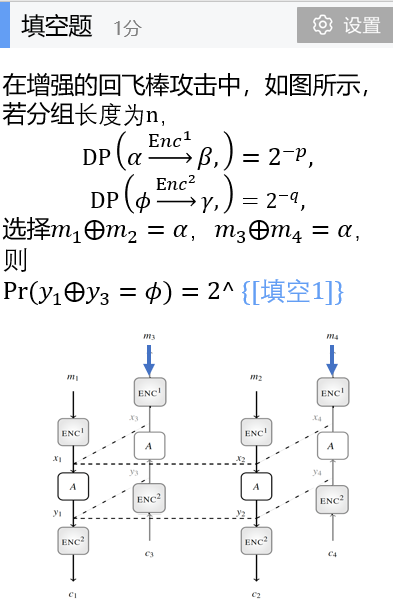 填空题 1分 设置
在增强的回飞棒攻击中，如图所示，
若分组长度为n,
DP(α —Enc¹→ β,) = 2^{-p},
DP(ϕ —Enc²→ γ,) = 2^{-q},
选择m₁⊕m₂ = α，m₃⊕m₄ = α，
则
Pr(y₁⊕y₃ = ϕ) = 2^ {[填空1]}
m₃ m₄
m₁ ENC¹ m₂ ENC¹
ENC¹ x₃ ENC¹ x₄
x₁ A x₂ A
A y₃ A y₄
y₁ ENC² y₂ ENC²
ENC² c₃ ENC² c₄
c₁ c₂